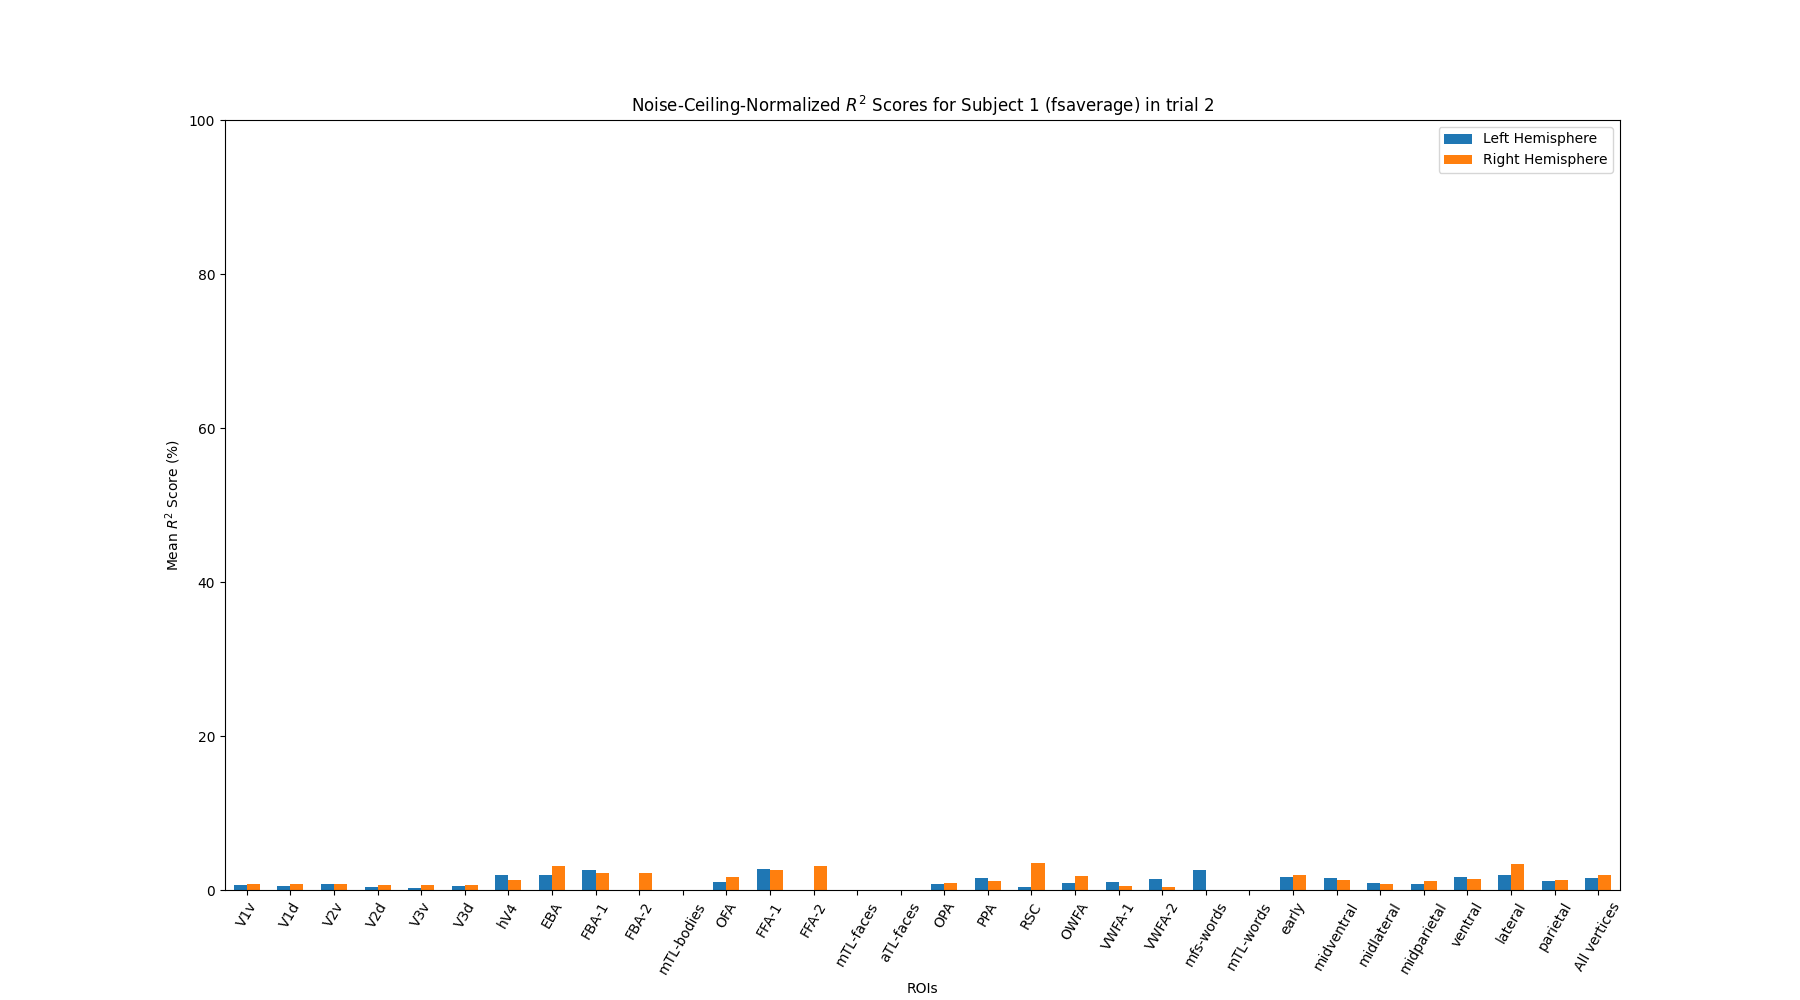 Noise-Ceiling-Normalized R² Scores for Subject 1 (fsaverage) in trial 2
Left Hemisphere
Right Hemisphere
Mean R² Score (%)
100
80
60
40
20
0
V1v
V1d
V2v
V2d
V3v
V3d
hV4
EBA
FBA-1
FBA-2
mTL-bodies
OFA
FFA-1
FFA-2
mTL-faces
aTL-faces
OPA
PPA
RSC
OWFA
VWFA-1
VWFA-2
mfs-words
mTL-words
early
midventral
midlateral
midparietal
ventral
lateral
parietal
All vertices
ROIs